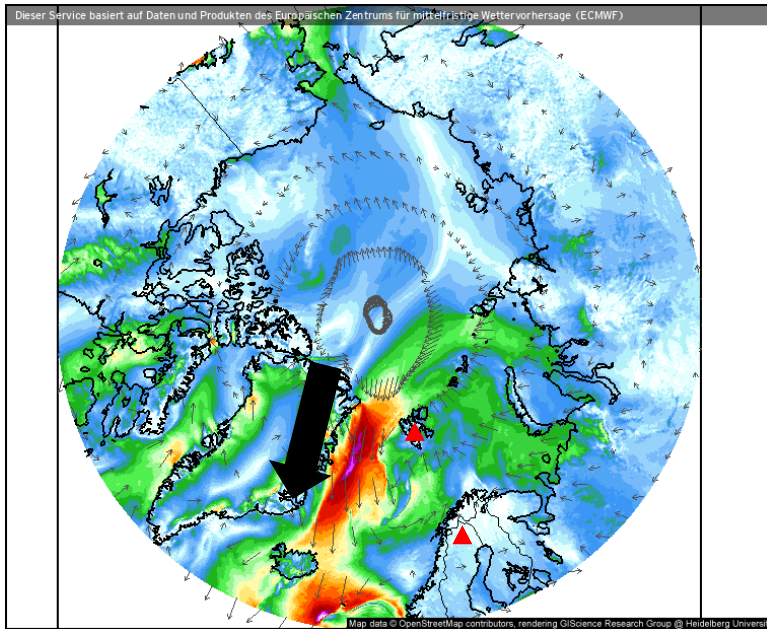 Dieser Service basiert auf Daten und Produkten des Europäischen Zentrums für mittelfristige Wettervorhersage (ECMWF)
Map data © OpenStreetMap contributors, rendering GIScience Research Group @ Heidelberg Universit